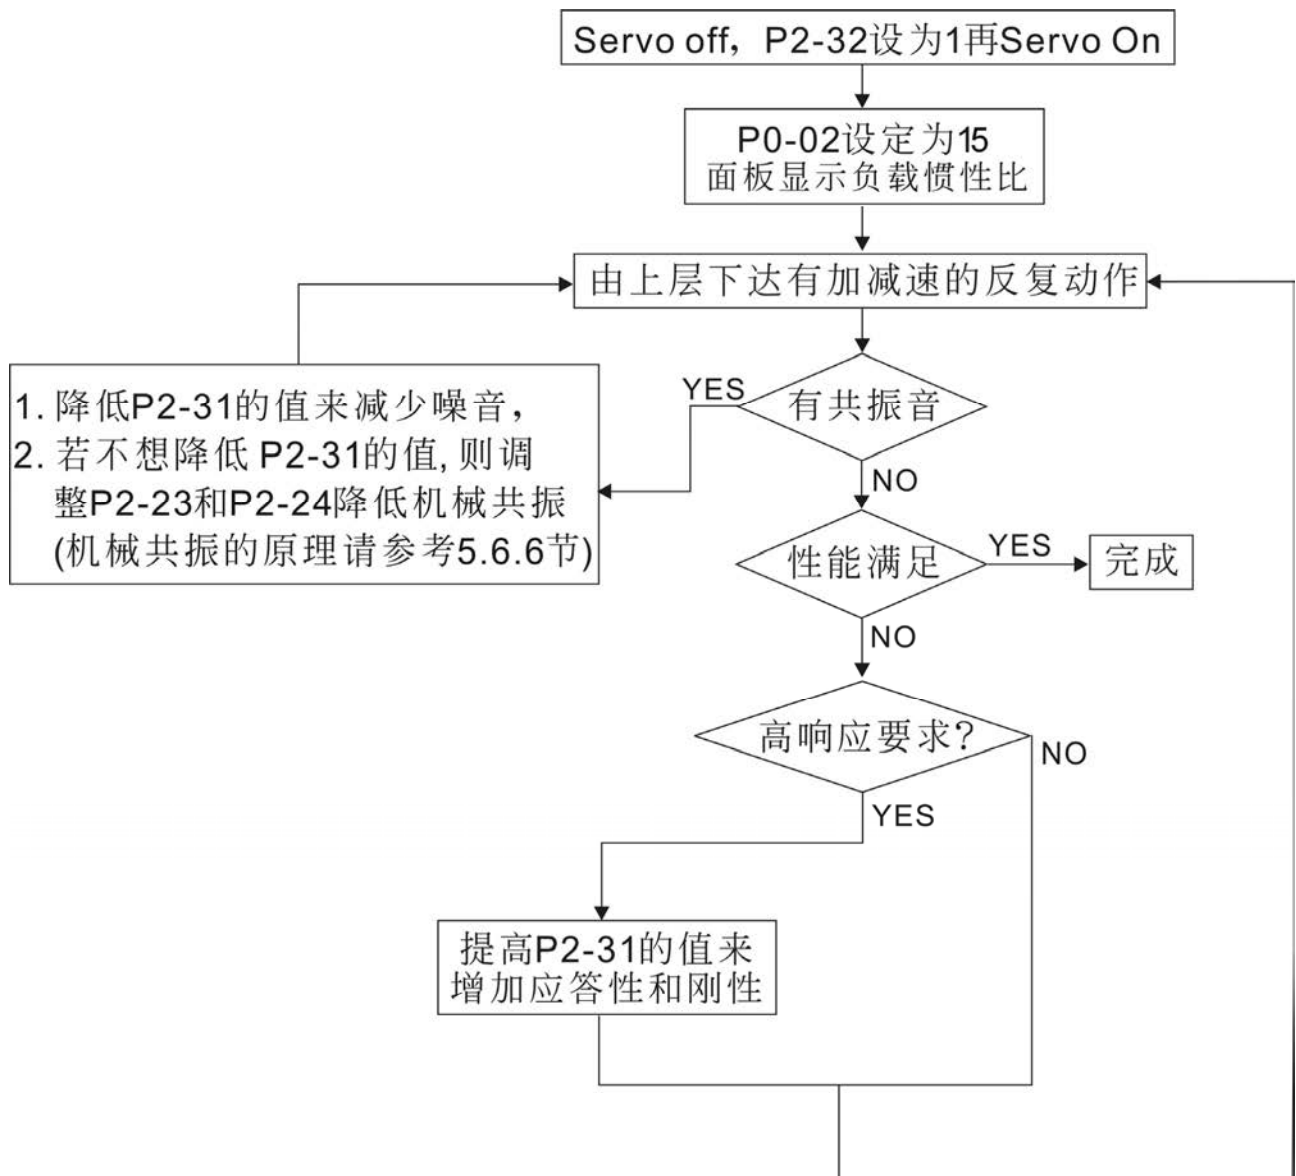 Servo off，P2-32设为1再Servo On
P0-02设定为15
面板显示负载惯性比
由上层下达有加减速的反复动作
YES
有共振音
1. 降低P2-31的值来减少噪音，
2. 若不想降低 P2-31的值, 则调
整P2-23和P2-24降低机械共振
(机械共振的原理请参考5.6.6节)
NO
性能满足
YES
完成
NO
高响应要求?
NO
YES
提高P2-31的值来
增加应答性和刚性